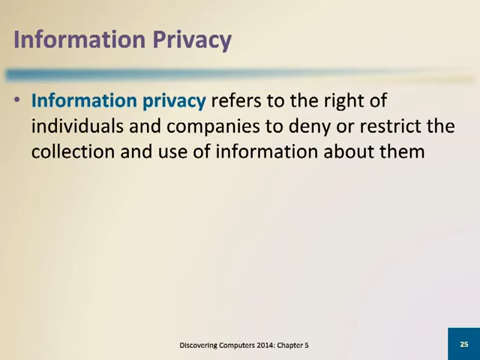 Information Privacy
• Information privacy refers to the right of
individuals and companies to deny or restrict the
collection and use of information about them
Discovering Computers 2014: Chapter 5
25